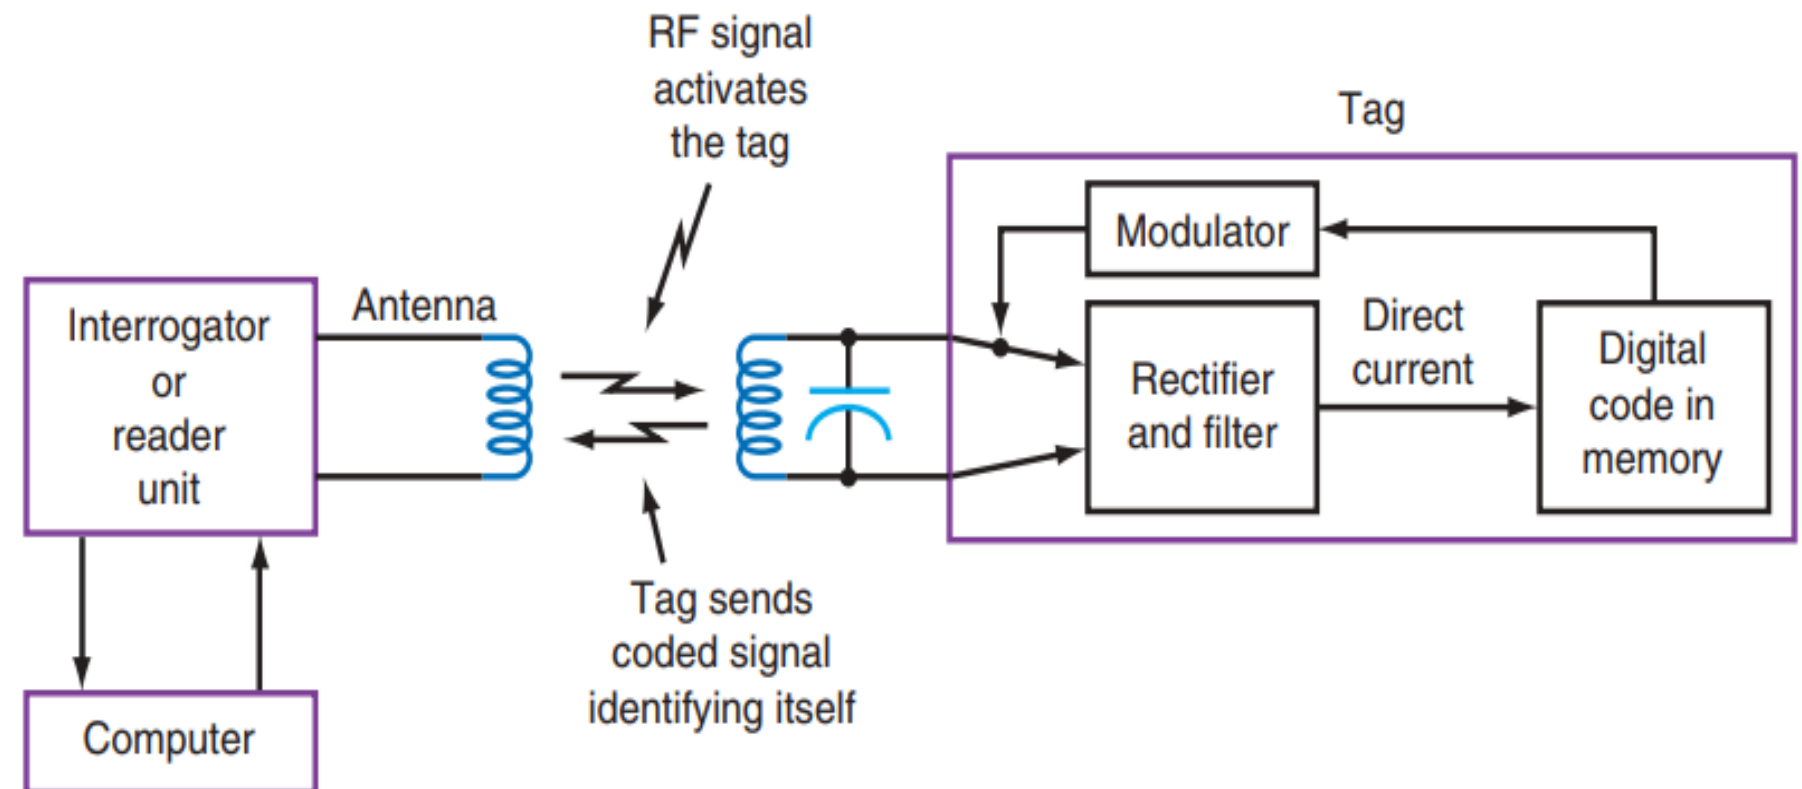 RF signal
activates
the tag
Tag
Modulator
Antenna
Interrogator
or
reader
unit
Direct
current
Rectifier
and filter
Digital
code in
memory
Tag sends
coded signal
identifying itself
Computer